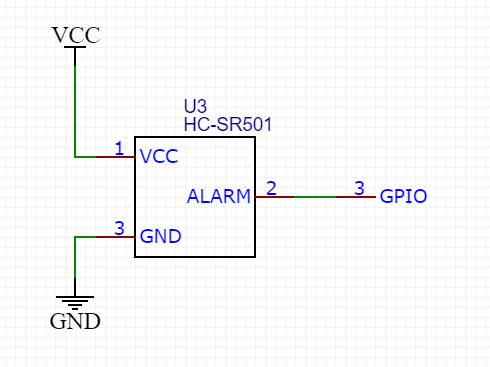 VCC
U3
HC-SR501
1 VCC
ALARM 2 3 GPIO
3 GND
GND